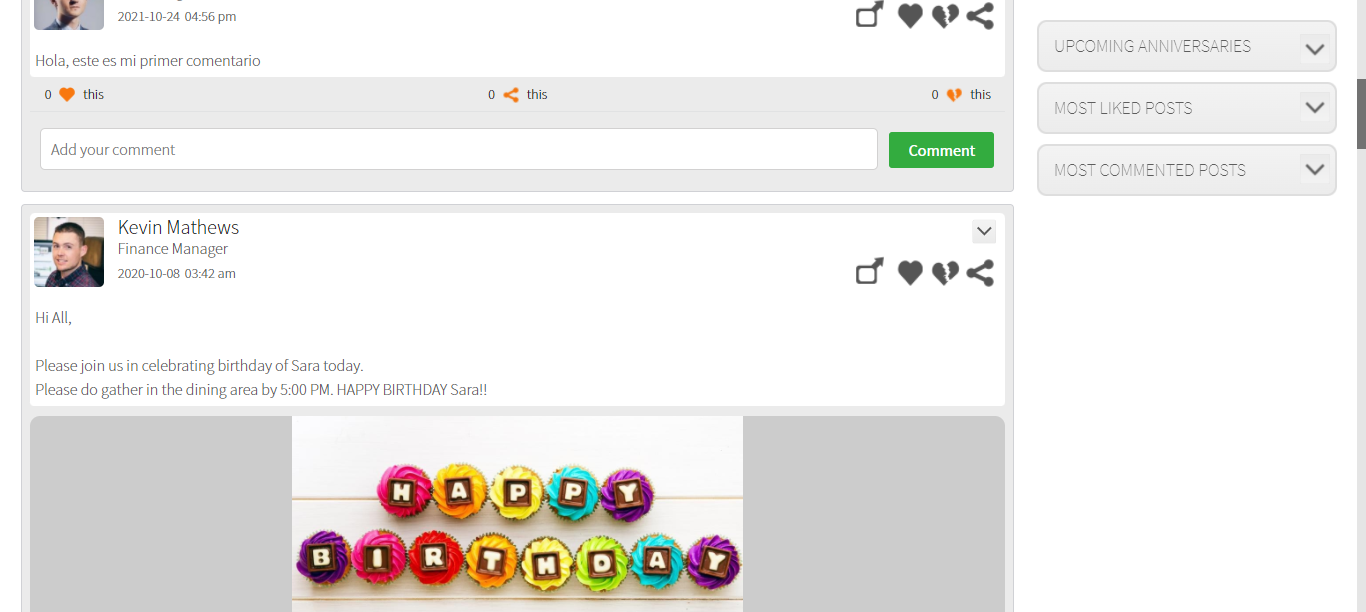 2021-10-24 04:56 pm
Hola, este es mi primer comentario
0 this
0 this
0 this
Add your comment
Comment
Kevin Mathews
Finance Manager
2020-10-08 03:42 am
Hi All,
Please join us in celebrating birthday of Sara today.
Please do gather in the dining area by 5:00 PM. HAPPY BIRTHDAY Sara!!
HAPPY
BIRTHDAY
UPCOMING ANNIVERSARIES
MOST LIKED POSTS
MOST COMMENTED POSTS